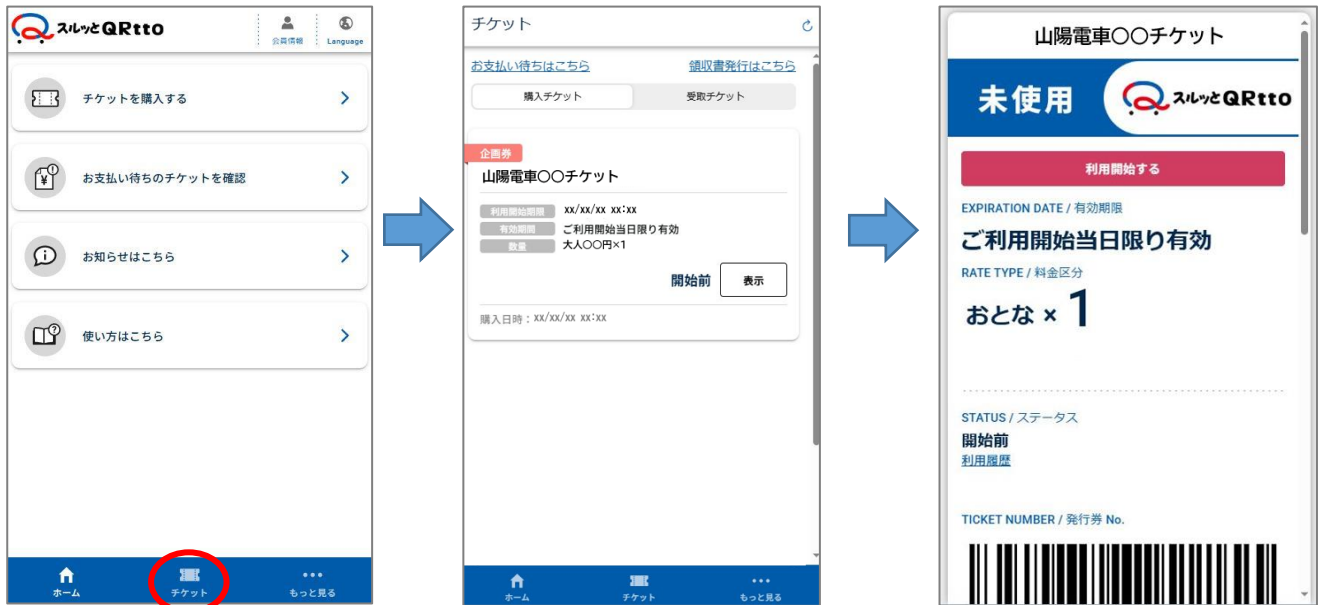 スルッとQRtto
会員情報
Language
チケットを購入する
お支払い待ちのチケットを確認
お知らせはこちら
使い方はこちら
ホーム
チケット
もっと見る
チケット
お支払い待ちはこちら
領収書発行はこちら
購入チケット
受取チケット
企画券
山陽電車〇〇チケット
利用開始期限 xx/xx/xx xx:xx
有効期間 ご利用開始当日限り有効
数量 大人〇〇円×1
開始前
表示
購入日時：xx/xx/xx xx:xx
ホーム
チケット
もっと見る
山陽電車〇〇チケット
未使用
スルッとQRtto
利用開始する
EXPIRATION DATE / 有効期限
ご利用開始当日限り有効
RATE TYPE / 料金区分
おとな × 1
STATUS / ステータス
開始前
利用履歴
TICKET NUMBER / 発行券 No.